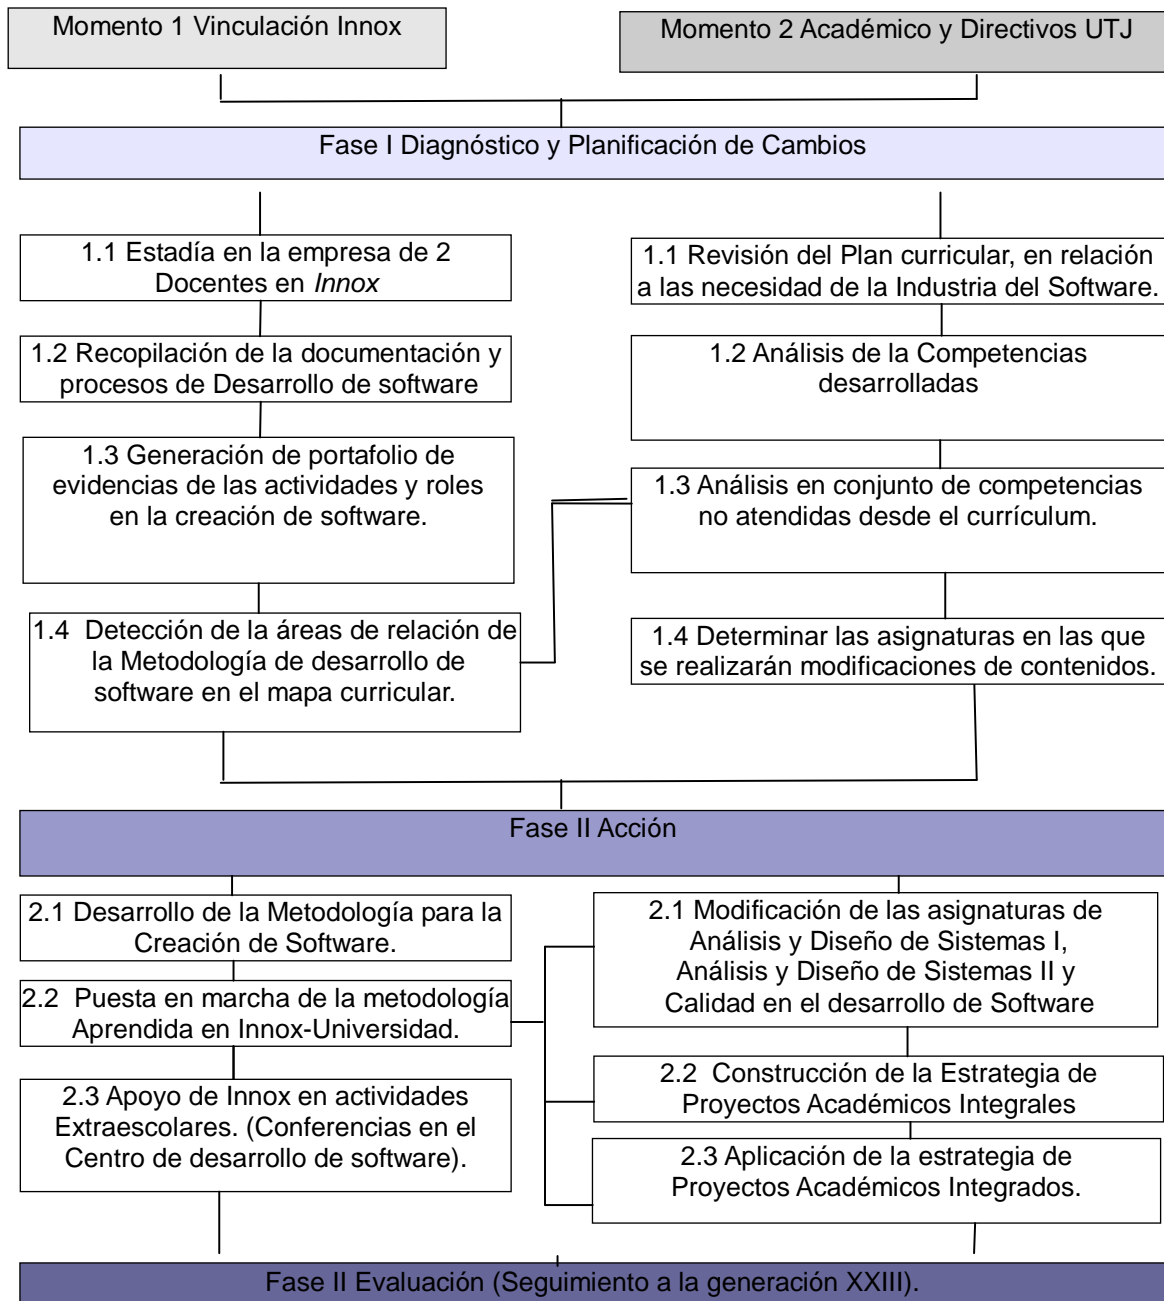 Momento 1 Vinculación Innox
Momento 2 Académico y Directivos UTJ
Fase I Diagnóstico y Planificación de Cambios
1.1 Estadía en la empresa de 2
Docentes en Innox
1.2 Recopilación de la documentación y
procesos de Desarrollo de software
1.3 Generación de portafolio de
evidencias de las actividades y roles
en la creación de software.
1.4 Detección de la áreas de relación de
la Metodología de desarrollo de
software en el mapa curricular.
1.1 Revisión del Plan curricular, en relación
a las necesidad de la Industria del Software.
1.2 Análisis de la Competencias
desarrolladas
1.3 Análisis en conjunto de competencias
no atendidas desde el currículum.
1.4 Determinar las asignaturas en las que
se realizarán modificaciones de contenidos.
Fase II Acción
2.1 Desarrollo de la Metodología para la
Creación de Software.
2.2 Puesta en marcha de la metodología
Aprendida en Innox-Universidad.
2.3 Apoyo de Innox en actividades
Extraescolares. (Conferencias en el
Centro de desarrollo de software).
2.1 Modificación de las asignaturas de
Análisis y Diseño de Sistemas I,
Análisis y Diseño de Sistemas II y
Calidad en el desarrollo de Software
2.2 Construcción de la Estrategia de
Proyectos Académicos Integrales
2.3 Aplicación de la estrategia de
Proyectos Académicos Integrados.
Fase II Evaluación (Seguimiento a la generación XXIII).